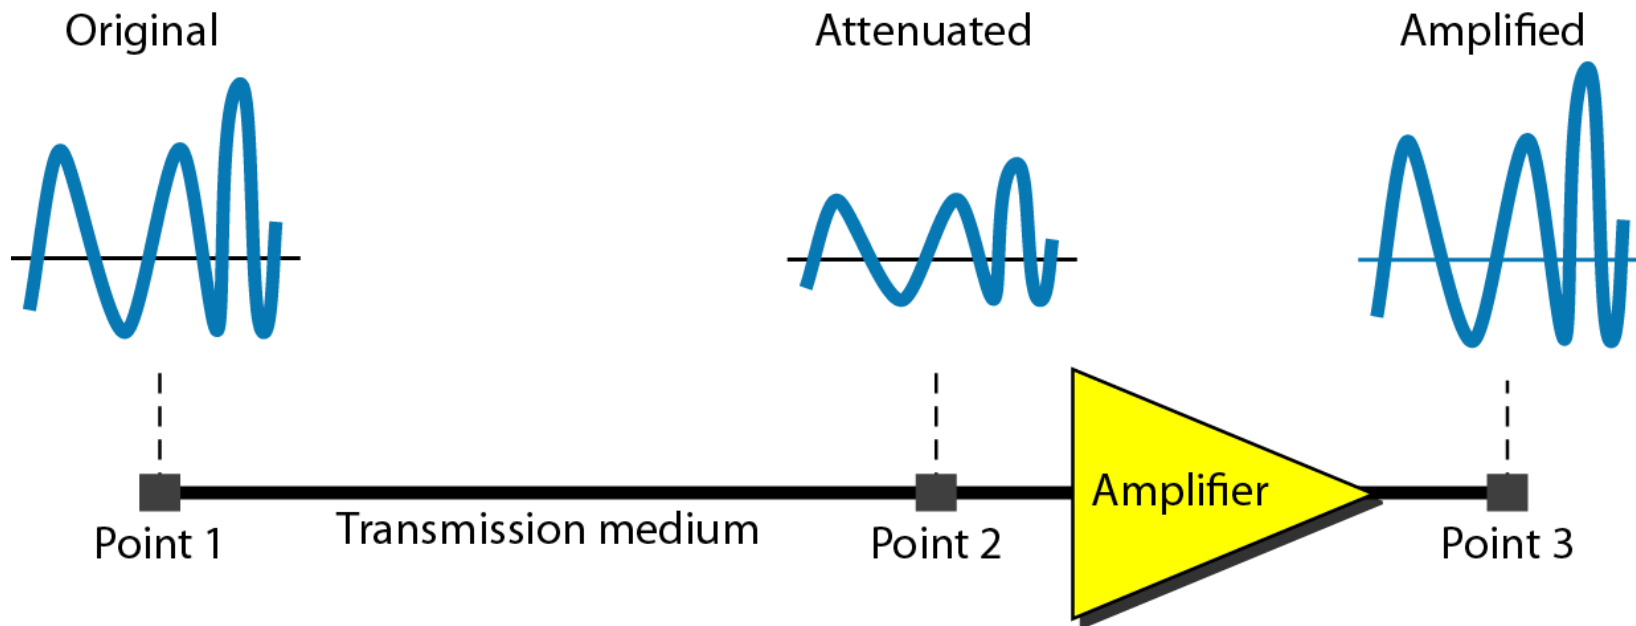 Original
Attenuated
Amplified
Amplifier
Transmission medium
Point 1
Point 2
Point 3